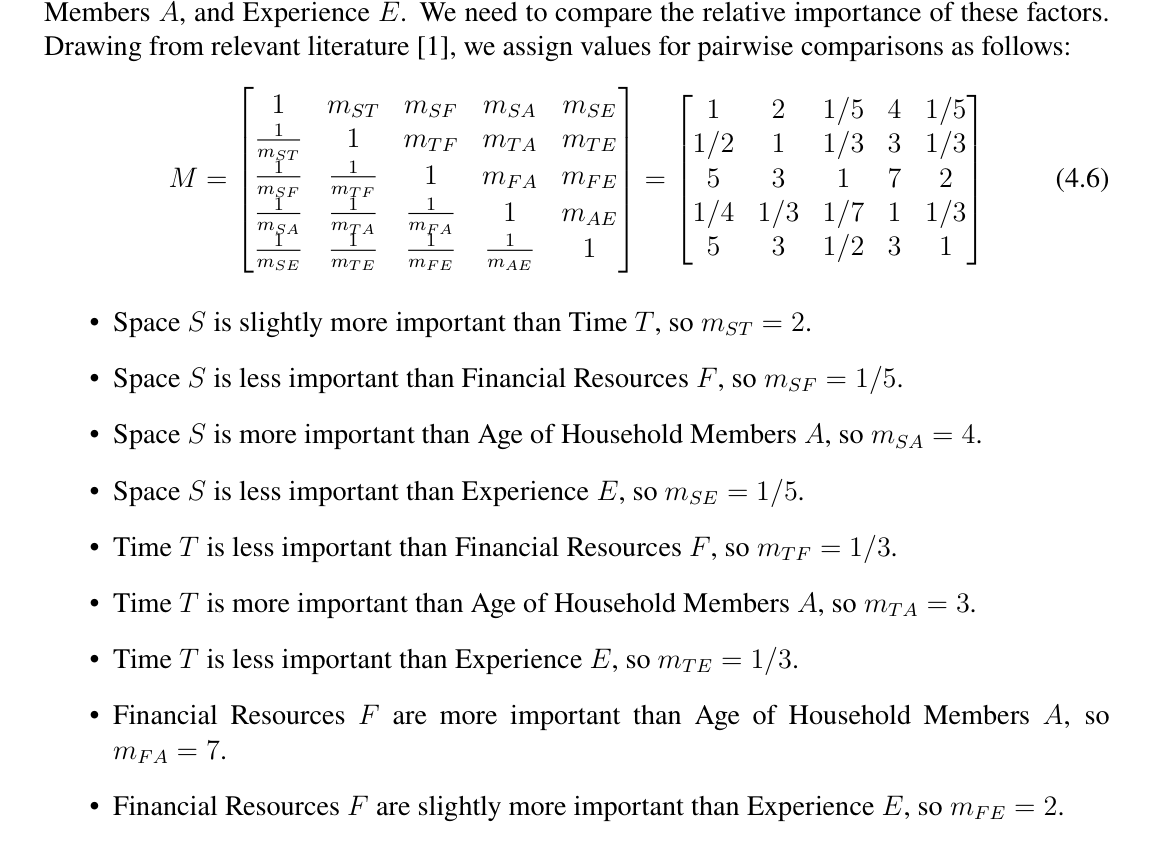 Members A, and Experience E. We need to compare the relative importance of these factors.
Drawing from relevant literature [1], we assign values for pairwise comparisons as follows:
M = [ 1 m_ST m_SF m_SA m_SE ; 1/m_ST 1 m_TF m_TA m_TE ; 1/m_SF 1/m_TF 1 m_FA m_FE ; 1/m_SA 1/m_TA 1/m_FA 1 m_AE ; 1/m_SE 1/m_TE 1/m_FE 1/m_AE 1 ] = [ 1 2 1/5 4 1/5 ; 1/2 1 1/3 3 1/3 ; 5 3 1 7 2 ; 1/4 1/3 1/7 1 1/3 ; 5 3 1/2 3 1 ] (4.6)
• Space S is slightly more important than Time T, so m_ST = 2.
• Space S is less important than Financial Resources F, so m_SF = 1/5.
• Space S is more important than Age of Household Members A, so m_SA = 4.
• Space S is less important than Experience E, so m_SE = 1/5.
• Time T is less important than Financial Resources F, so m_TF = 1/3.
• Time T is more important than Age of Household Members A, so m_TA = 3.
• Time T is less important than Experience E, so m_TE = 1/3.
• Financial Resources F are more important than Age of Household Members A, so
m_FA = 7.
• Financial Resources F are slightly more important than Experience E, so m_FE = 2.